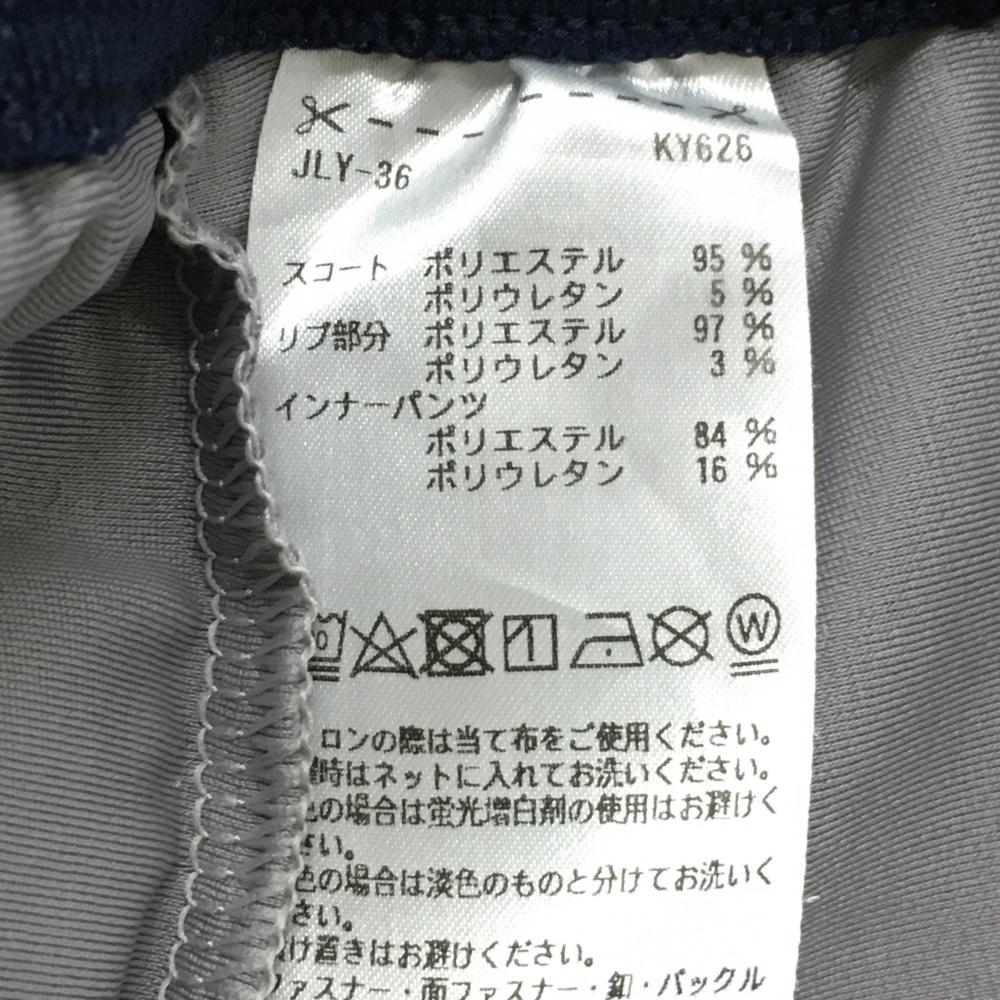 JLY-36 KY626
スコート ポリエステル 95 %
ポリウレタン 5 %
リブ部分 ポリエステル 97 %
ポリウレタン 3 %
インナーパンツ
ポリエステル 84 %
ポリウレタン 16 %
W
ロンの際は当て布をご使用ください。
時はネットに入れてお洗いください。
色の場合は蛍光増白剤の使用はお避けく
さい。
色の場合は淡色のものと分けてお洗いく
さい。
け置きはお避けください。
ファスナー・面ファスナー・釦・バックル